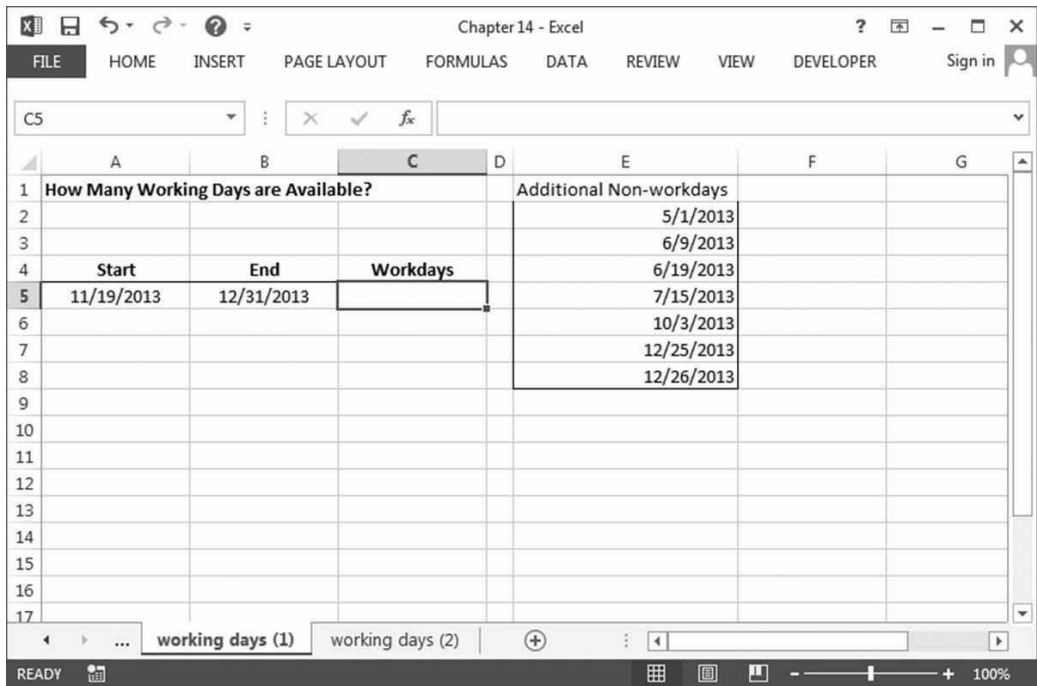 Chapter 14 - Excel
FILE HOME INSERT PAGE LAYOUT FORMULAS DATA REVIEW VIEW DEVELOPER Sign in
C5 fx
A B C D E F G
1 How Many Working Days are Available? Additional Non-workdays
2 5/1/2013
3 6/9/2013
4 Start End Workdays 6/19/2013
5 11/19/2013 12/31/2013 7/15/2013
6 10/3/2013
7 12/25/2013
8 12/26/2013
9
10
11
12
13
14
15
16
17
... working days (1) working days (2)
READY 100%